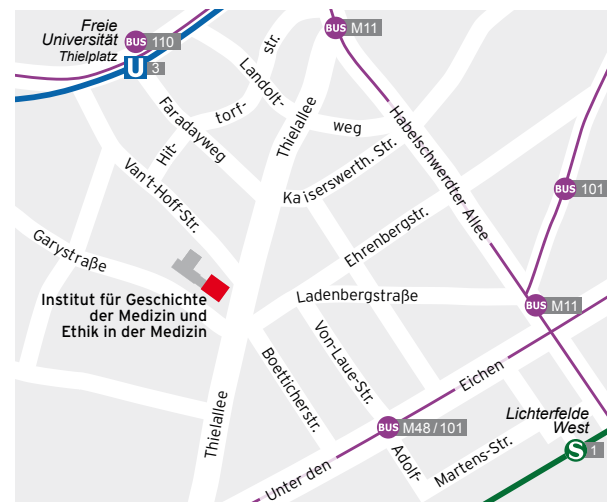 Freie
Universität
Thielplatz
BUS 110
U 3
BUS M11
Landolt-
weg
Hit-
torf-
str.
Faradayweg
Thielallee
Van't-Hoff-Str.
Kaiserswerth. Str.
Habelschwerdter Allee
BUS 101
Garystraße
Ehrenbergstr.
Institut für Geschichte
der Medizin und
Ethik in der Medizin
Ladenbergstraße
BUS M11
Boetticherstr.
Von-Laue-Str.
Thielallee
Unter den
Eichen
BUS M48/101
Adolf-
Martens-Str.
Lichterfelde
West
S 1